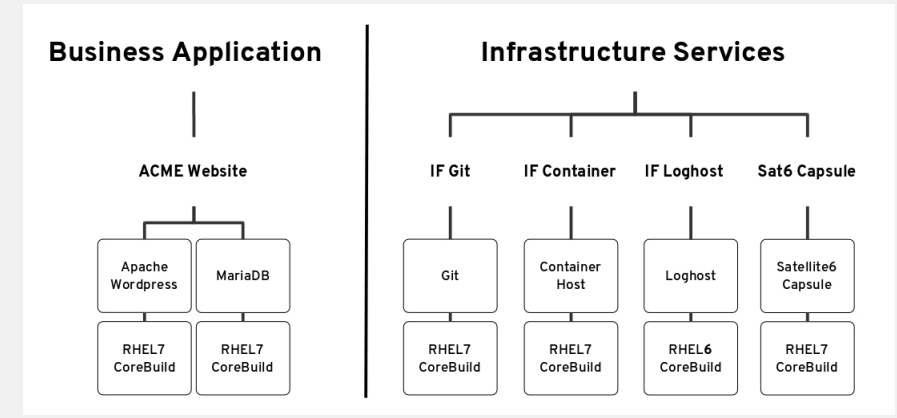 Business Application
Infrastructure Services
ACME Website
IF Git
IF Container
IF Loghost
Sat6 Capsule
Apache
Wordpress
MariaDB
Git
Container
Host
Loghost
Satellite6
Capsule
RHEL7
CoreBuild
RHEL7
CoreBuild
RHEL7
CoreBuild
RHEL7
CoreBuild
RHEL6
CoreBuild
RHEL7
CoreBuild